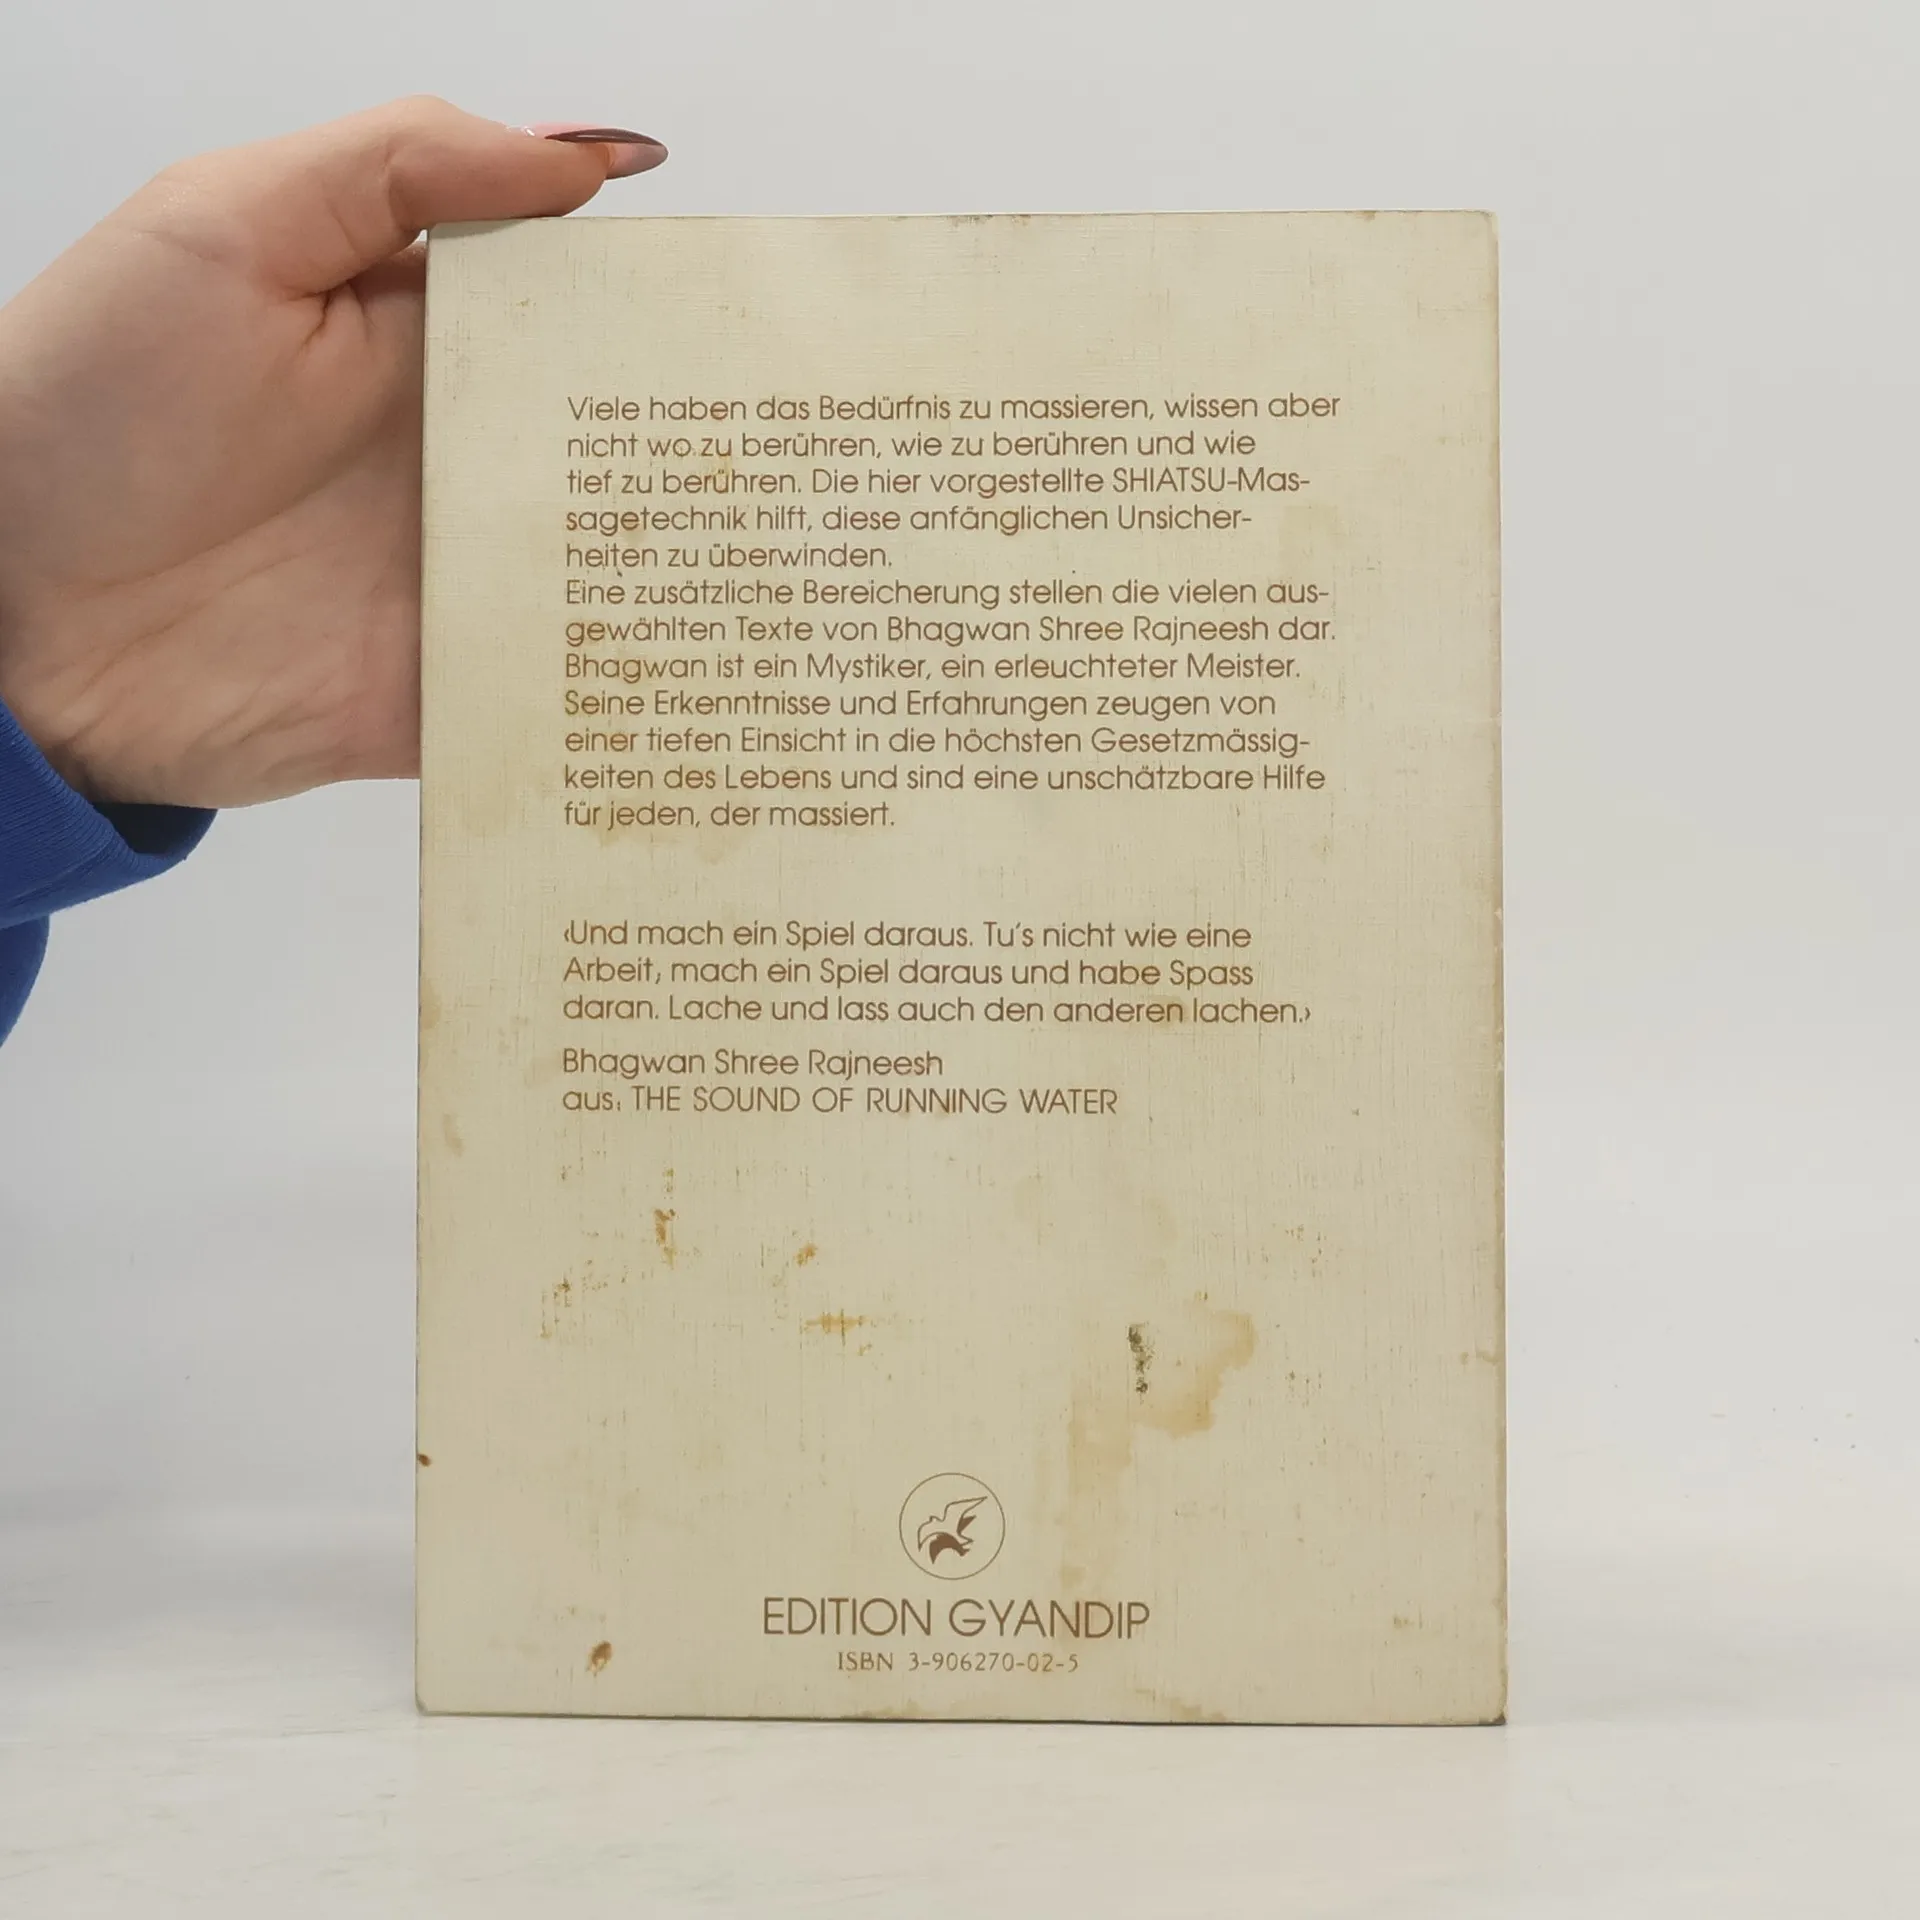 Viele haben das Bedürfnis zu massieren, wissen aber
nicht wo zu berühren, wie zu berühren und wie
tief zu berühren. Die hier vorgestellte SHIATSU-Mas-
sagetechnik hilft, diese anfänglichen Unsicher-
heiten zu überwinden.
Eine zusätzliche Bereicherung stellen die vielen aus-
gewählten Texte von Bhagwan Shree Rajneesh dar.
Bhagwan ist ein Mystiker, ein erleuchteter Meister.
Seine Erkenntnisse und Erfahrungen zeugen von
einer tiefen Einsicht in die höchsten Gesetzmässig-
keiten des Lebens und sind eine unschätzbare Hilfe
für jeden, der massiert.
‹Und mach ein Spiel daraus. Tu's nicht wie eine
Arbeit, mach ein Spiel daraus und habe Spass
daran. Lache und lass auch den anderen lachen.›
Bhagwan Shree Rajneesh
aus: THE SOUND OF RUNNING WATER
EDITION GYANDIP
ISBN 3-906270-02-5